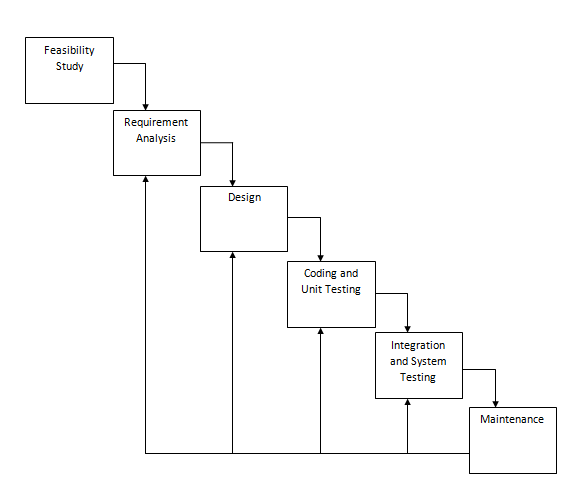 Feasibility
Study
Requirement
Analysis
Design
Coding and
Unit Testing
Integration
and System
Testing
Maintenance